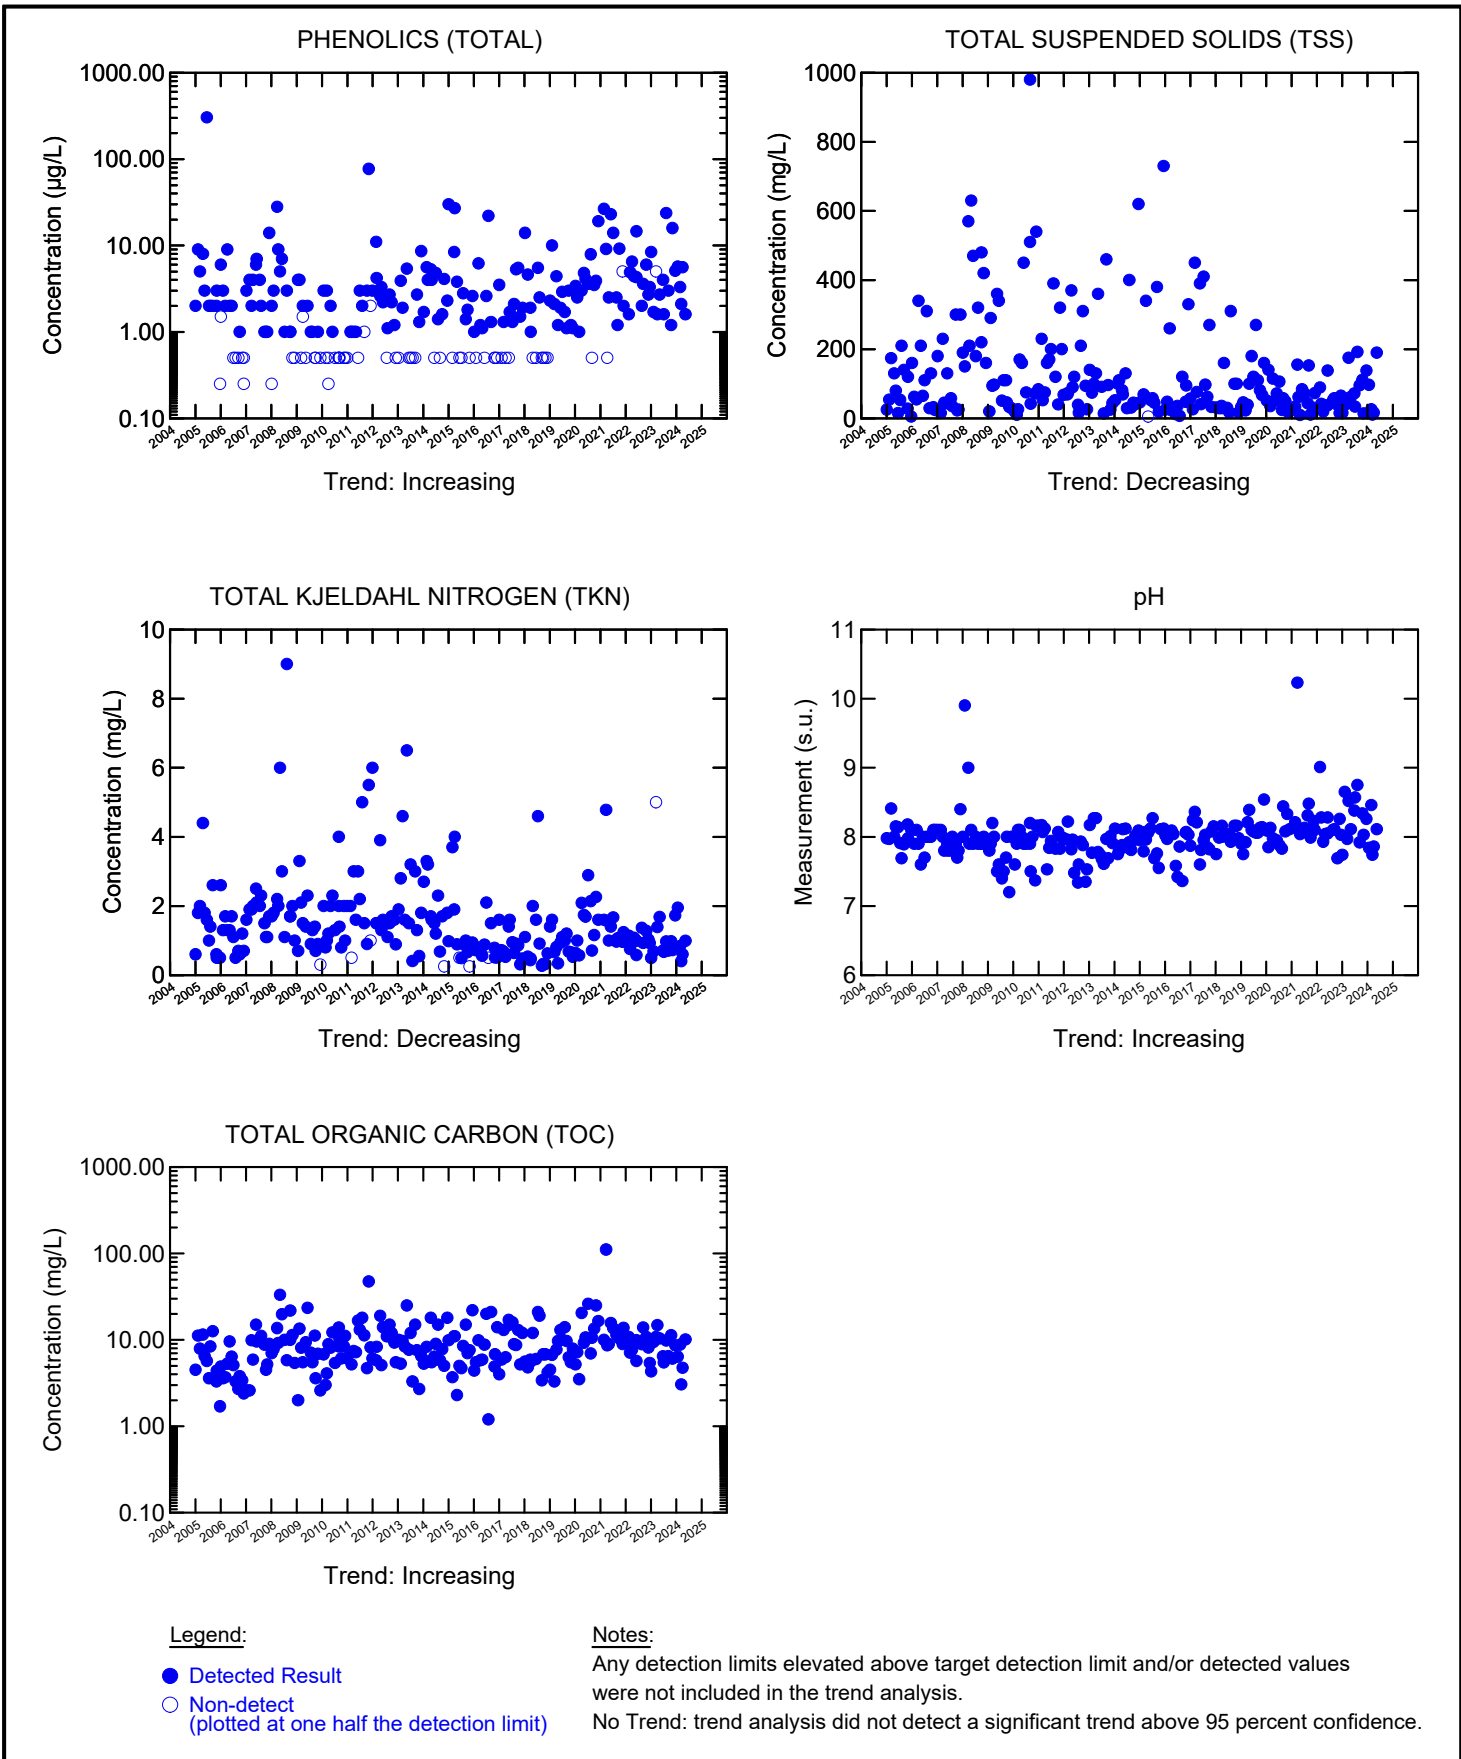 PHENOLICS (TOTAL)
Concentration (µg/L)
1000.00
100.00
10.00
1.00
0.10
2004 2005 2006 2007 2008 2009 2010 2011 2012 2013 2014 2015 2016 2017 2018 2019 2020 2021 2022 2023 2024 2025
Trend: Increasing
TOTAL SUSPENDED SOLIDS (TSS)
Concentration (mg/L)
1000
800
600
400
200
0
2004 2005 2006 2007 2008 2009 2010 2011 2012 2013 2014 2015 2016 2017 2018 2019 2020 2021 2022 2023 2024 2025
Trend: Decreasing
TOTAL KJELDAHL NITROGEN (TKN)
Concentration (mg/L)
10
8
6
4
2
0
2004 2005 2006 2007 2008 2009 2010 2011 2012 2013 2014 2015 2016 2017 2018 2019 2020 2021 2022 2023 2024 2025
Trend: Decreasing
pH
Measurement (s.u.)
11
10
9
8
7
6
2004 2005 2006 2007 2008 2009 2010 2011 2012 2013 2014 2015 2016 2017 2018 2019 2020 2021 2022 2023 2024 2025
Trend: Increasing
TOTAL ORGANIC CARBON (TOC)
Concentration (mg/L)
1000.00
100.00
10.00
1.00
0.10
2004 2005 2006 2007 2008 2009 2010 2011 2012 2013 2014 2015 2016 2017 2018 2019 2020 2021 2022 2023 2024 2025
Trend: Increasing
Legend:
Detected Result
Non-detect
(plotted at one half the detection limit)
Notes:
Any detection limits elevated above target detection limit and/or detected values
were not included in the trend analysis.
No Trend: trend analysis did not detect a significant trend above 95 percent confidence.